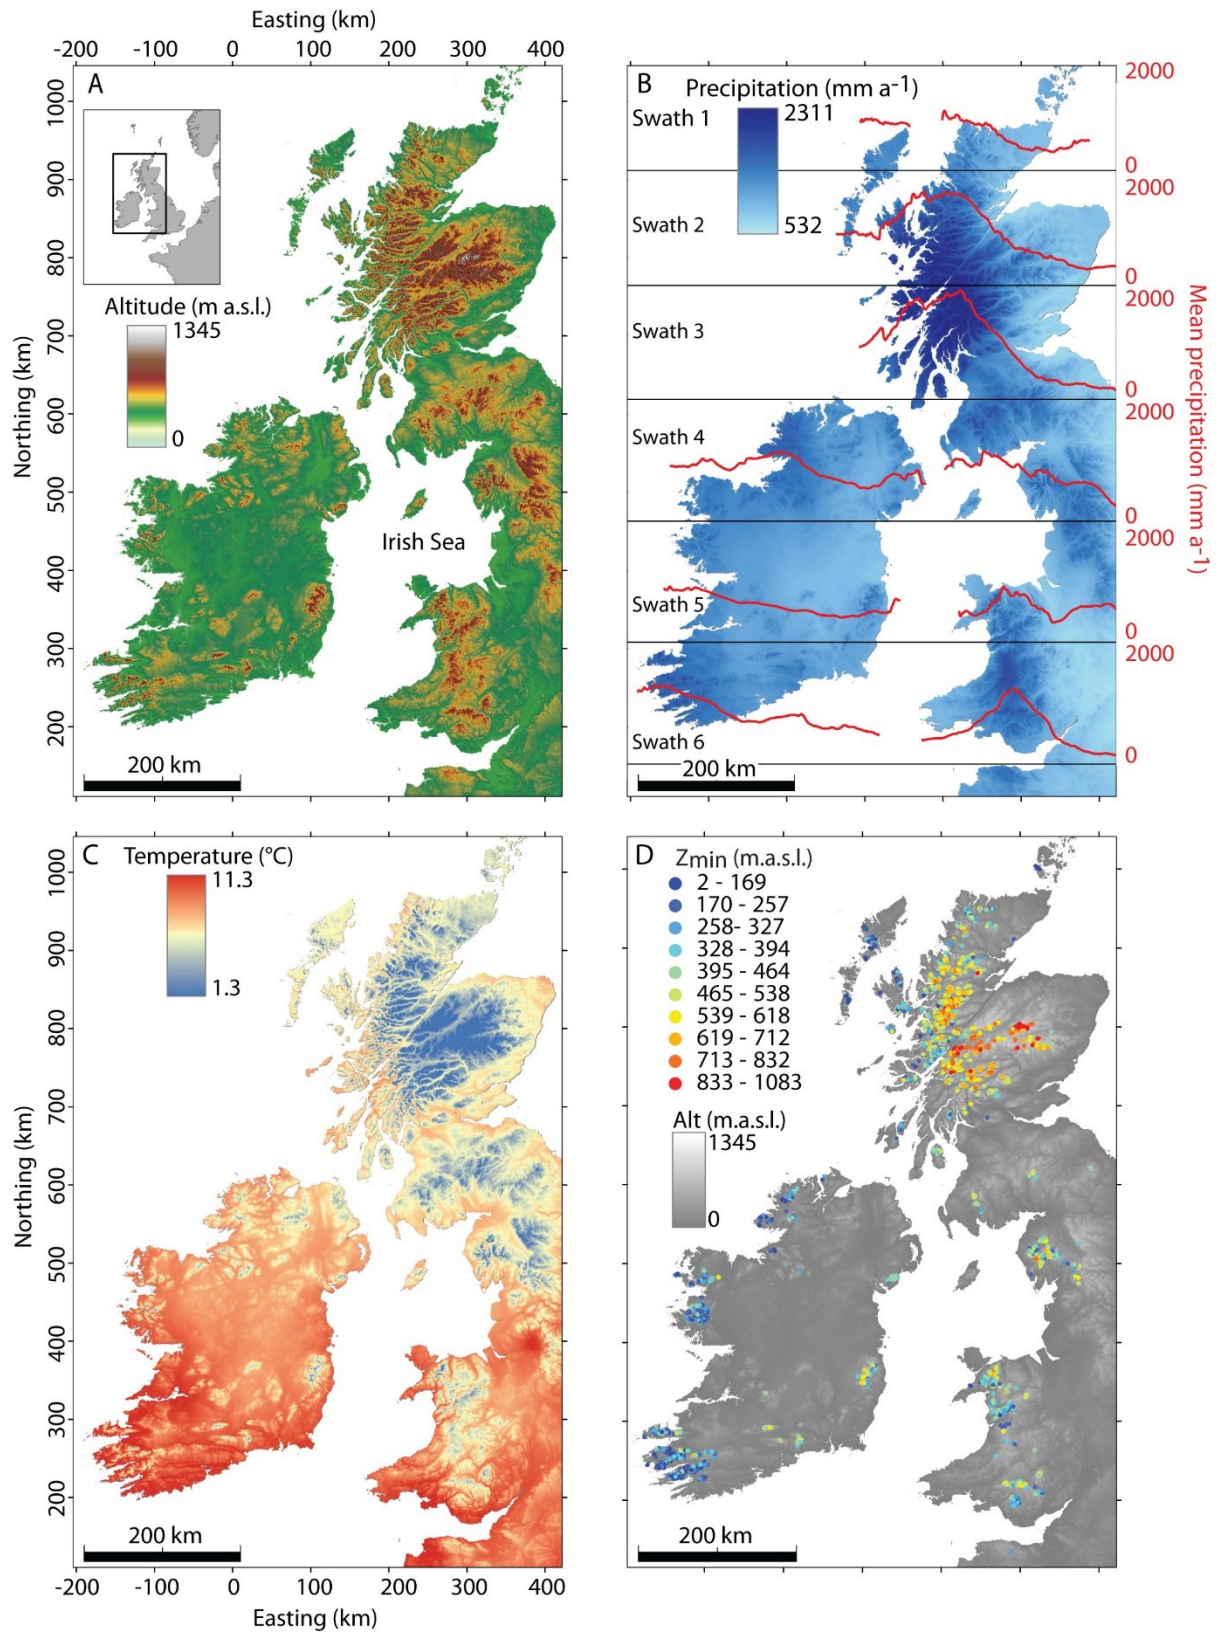 Easting (km)
-200 -100 0 100 200 300 400
A
1000
900
800
700
600
500
400
300
200
Northing (km)
Altitude (m a.s.l.)
1345
0
Irish Sea
200 km
B
Precipitation (mm a-1)
2311
532
Swath 1
Swath 2
Swath 3
Swath 4
Swath 5
Swath 6
2000
0
2000
0
2000
0
2000
0
2000
0
2000
0
Mean precipitation (mm a-1)
200 km
C
Temperature (°C)
11.3
1.3
1000
900
800
700
600
500
400
300
200
Northing (km)
200 km
-200 -100 0 100 200 300 400
Easting (km)
D
Zmin (m.a.s.l.)
2 - 169
170 - 257
258- 327
328 - 394
395 - 464
465 - 538
539 - 618
619 - 712
713 - 832
833 - 1083
Alt (m.a.s.l.)
1345
0
200 km